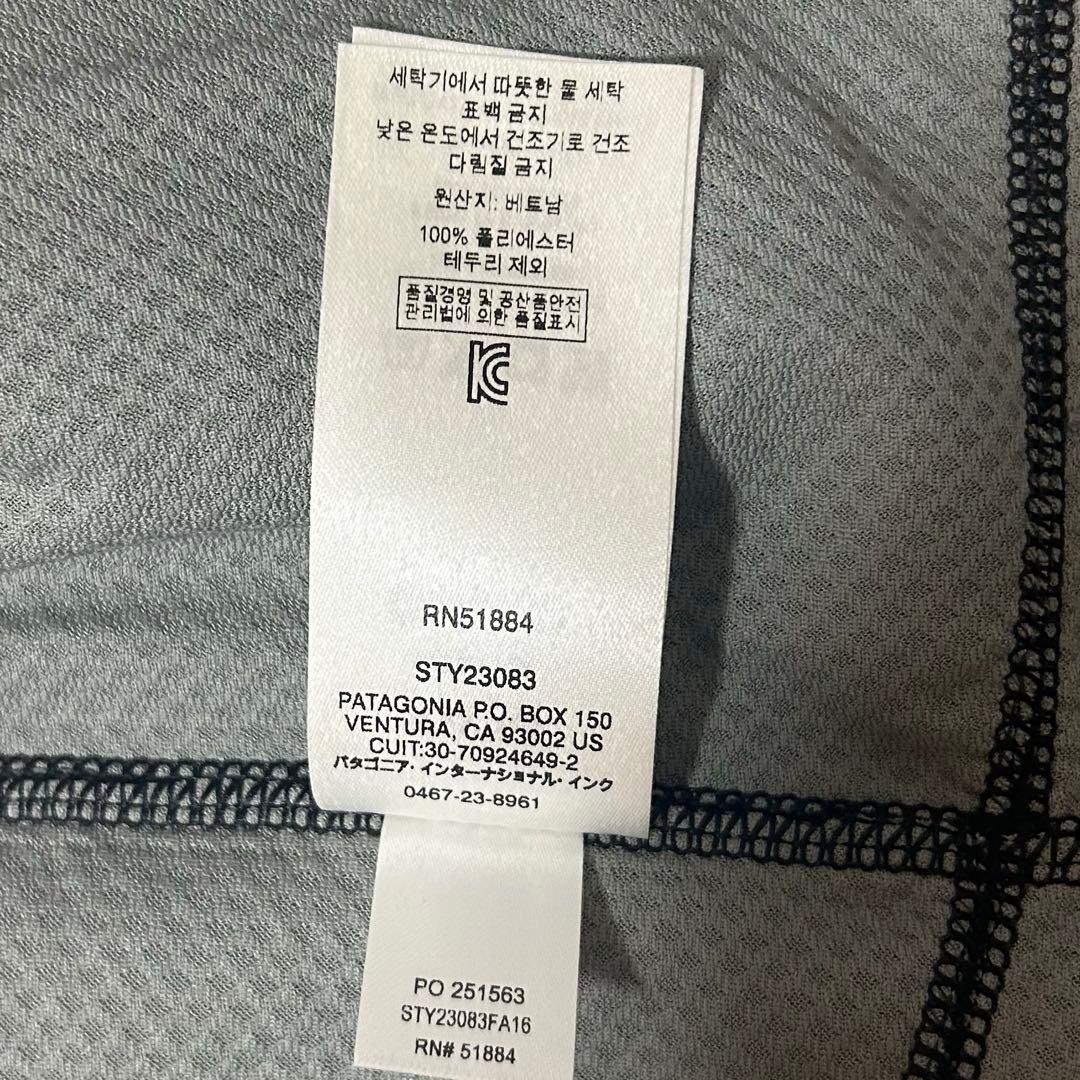 세탁기에서 따뜻한 물 세탁
표백 금지
낮은 온도에서 건조기로 건조
다림질 금지
원산지: 베트남
100% 폴리에스터
테두리 제외
품질경영 및 공산품안전
관리법에 의한 품질표시
KC
RN51884
STY23083
PATAGONIA P.O. BOX 150
VENTURA, CA 93002 US
CUIT:30-70924649-2
パタゴニア・インターナショナル・インク
0467-23-8961
PO 251563
STY23083FA16
RN# 51884